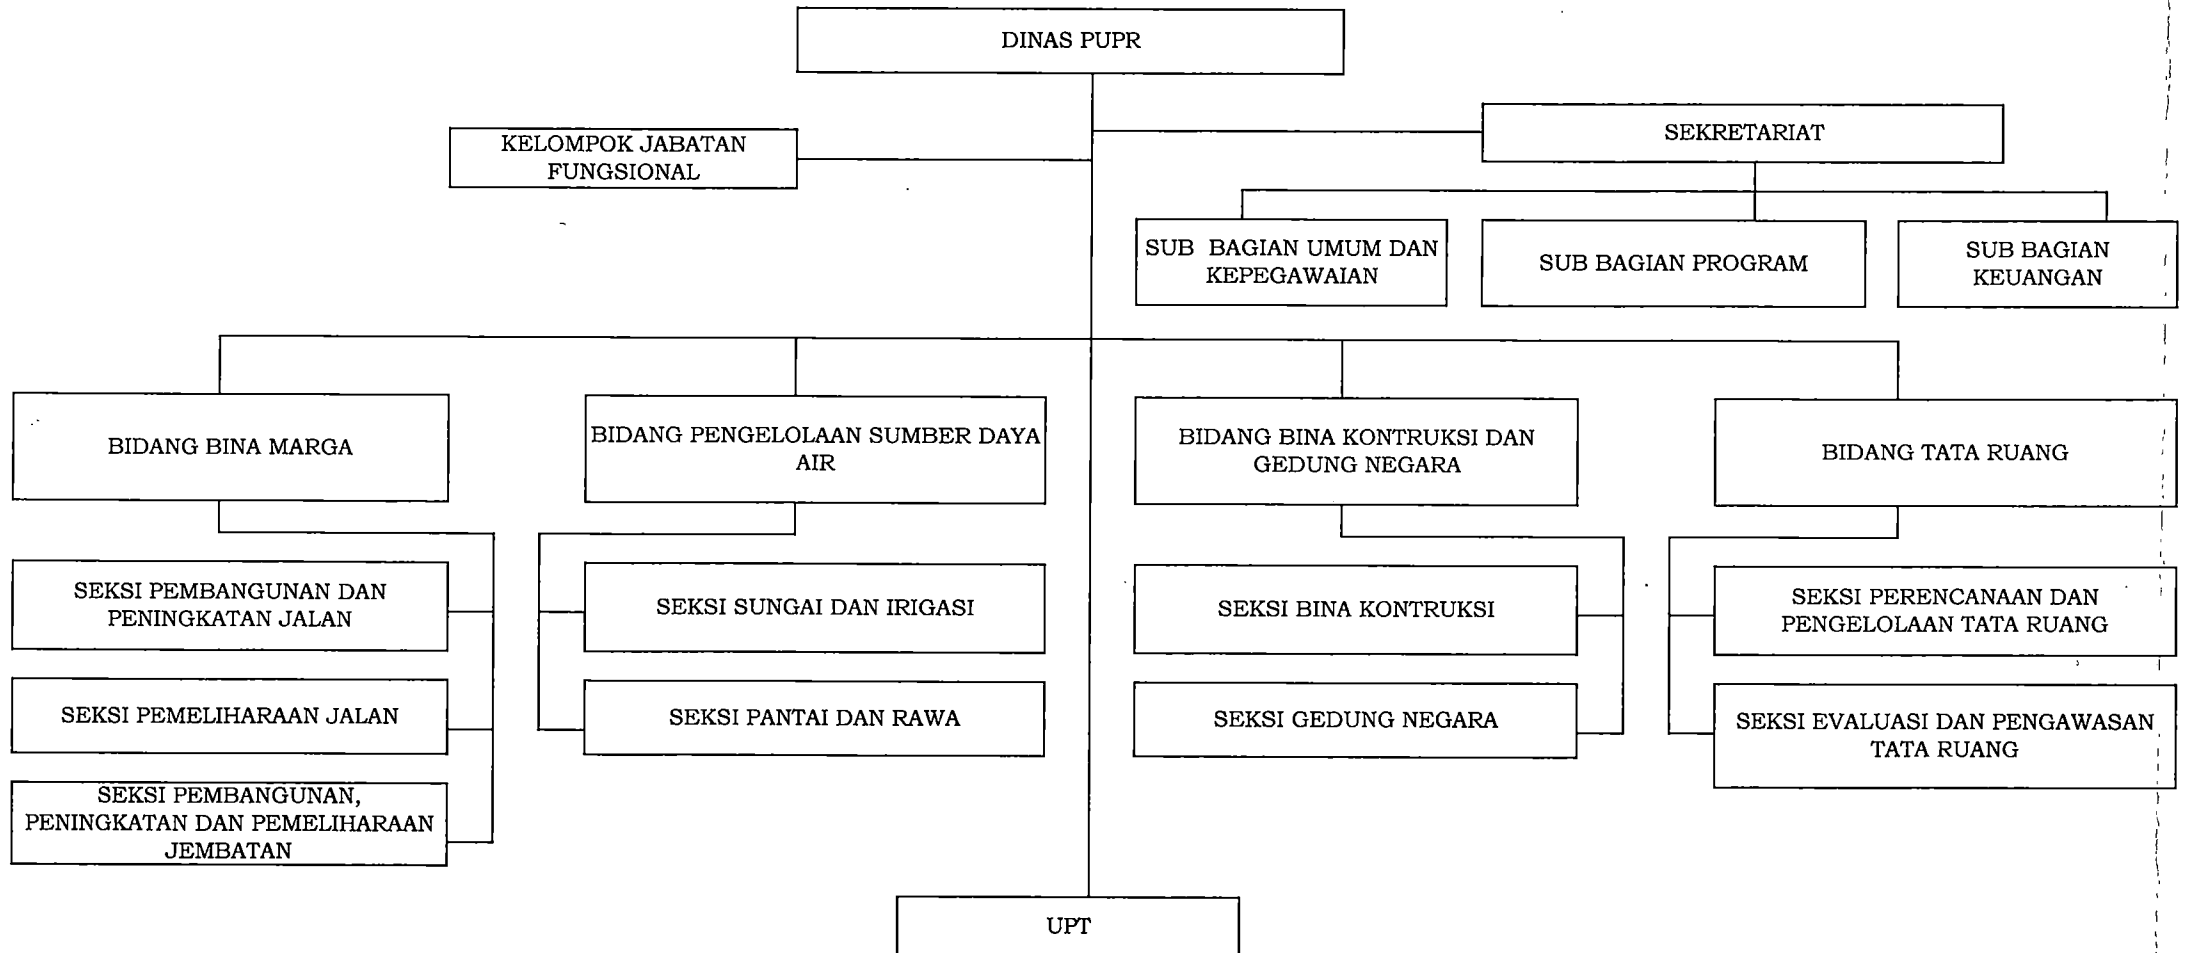 DINAS PUPR
SEKRETARIAT
KELOMPOK JABATAN
FUNGSIONAL
SUB BAGIAN UMUM DAN
KEPEGAWAIAN
SUB BAGIAN PROGRAM
SUB BAGIAN
KEUANGAN
BIDANG BINA MARGA
BIDANG PENGELOLAAN SUMBER DAYA
AIR
BIDANG BINA KONTRUKSI DAN
GEDUNG NEGARA
BIDANG TATA RUANG
SEKSI PEMBANGUNAN DAN
PENINGKATAN JALAN
SEKSI SUNGAI DAN IRIGASI
SEKSI BINA KONTRUKSI
SEKSI PERENCANAAN DAN
PENGELOLAAN TATA RUANG
SEKSI PEMELIHARAAN JALAN
SEKSI PANTAI DAN RAWA
SEKSI GEDUNG NEGARA
SEKSI EVALUASI DAN PENGAWASAN
TATA RUANG
SEKSI PEMBANGUNAN,
PENINGKATAN DAN PEMELIHARAAN
JEMBATAN
UPT